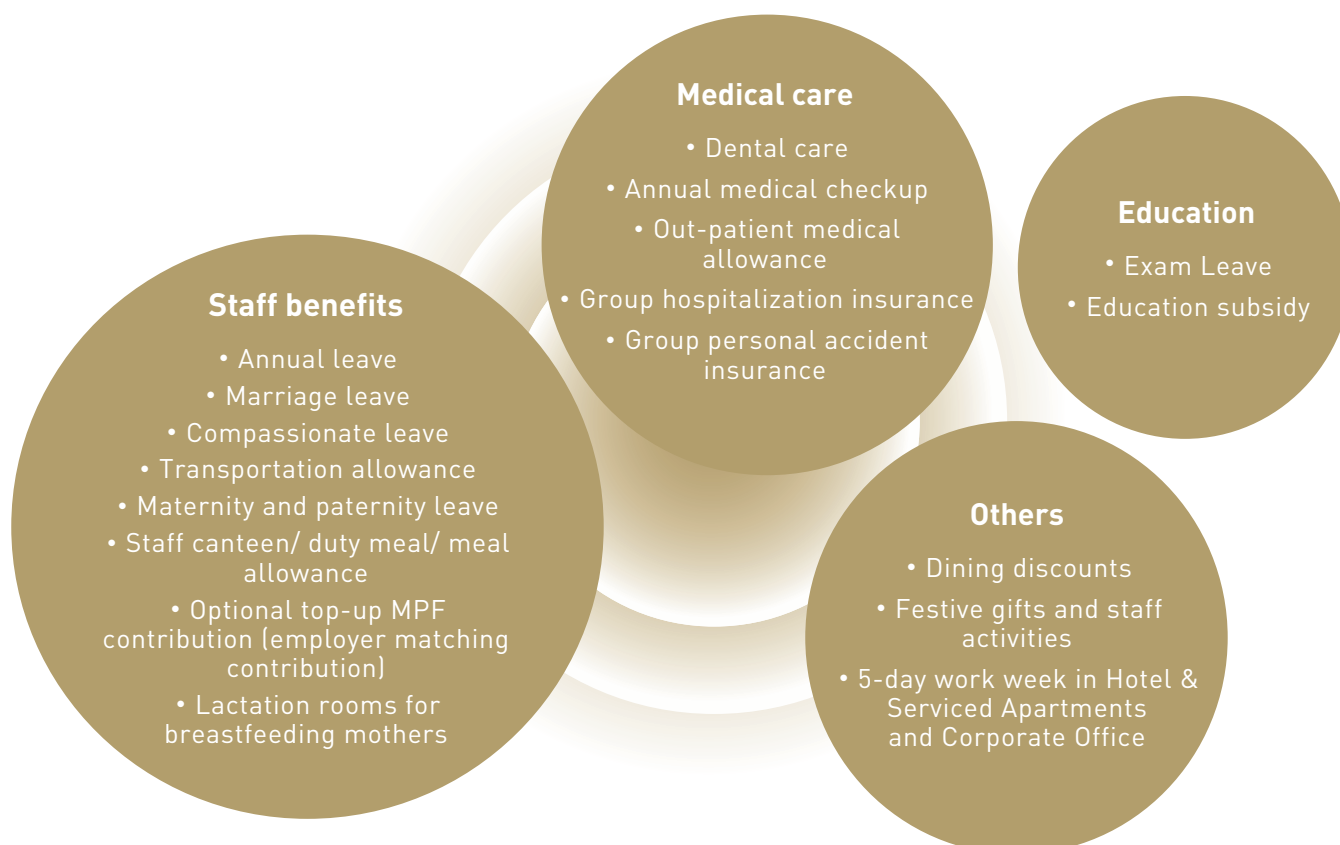 Medical care
• Dental care
• Annual medical checkup
• Out-patient medical
allowance
• Group hospitalization insurance
• Group personal accident
insurance
Education
• Exam Leave
• Education subsidy
Staff benefits
• Annual leave
• Marriage leave
• Compassionate leave
• Transportation allowance
• Maternity and paternity leave
• Staff canteen/ duty meal/ meal
allowance
• Optional top-up MPF
contribution (employer matching
contribution)
• Lactation rooms for
breastfeeding mothers
Others
• Dining discounts
• Festive gifts and staff
activities
• 5-day work week in Hotel &
Serviced Apartments
and Corporate Office